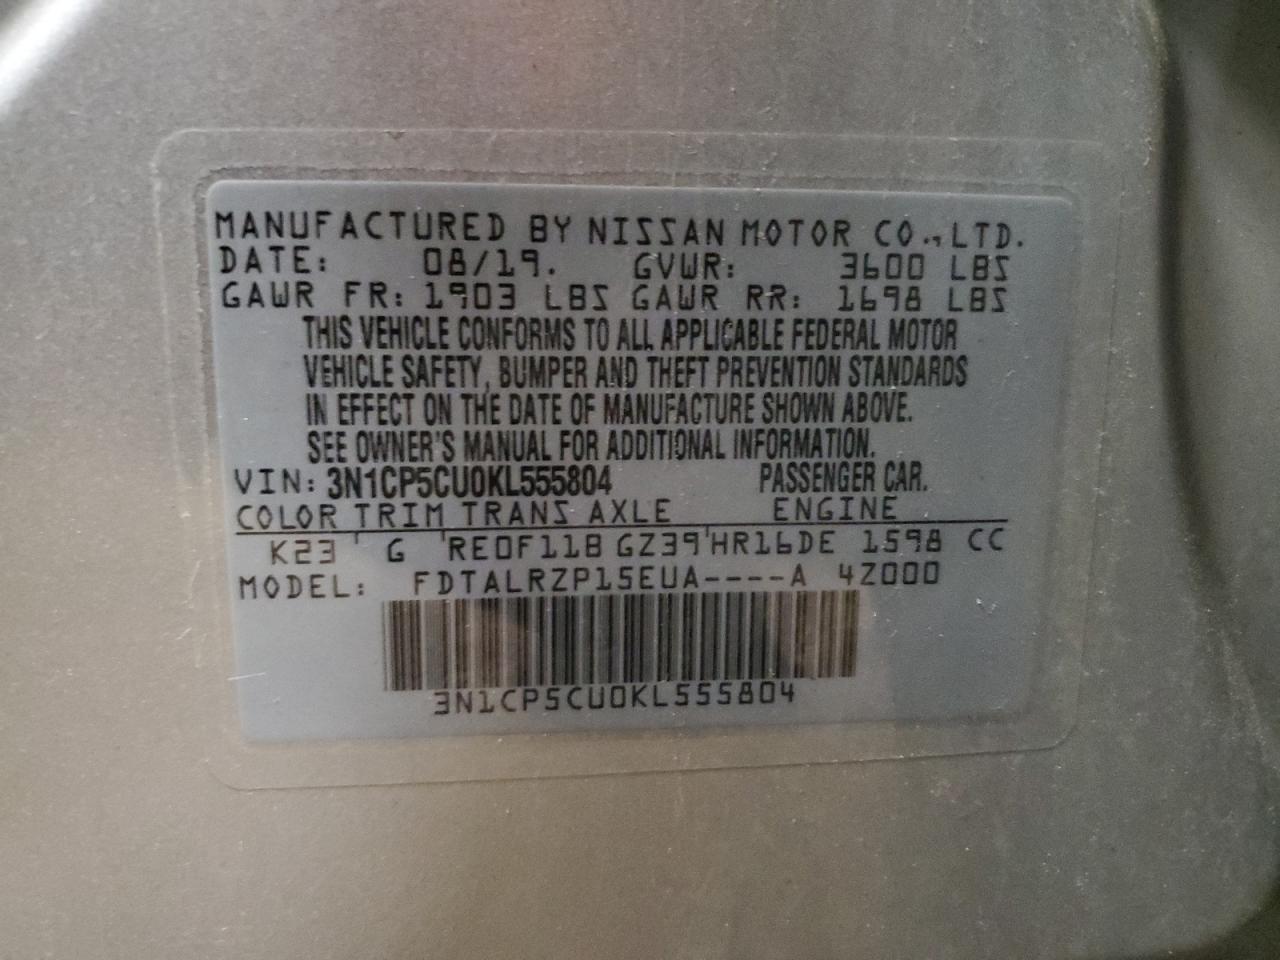 MANUFACTURED BY NISSAN MOTOR CO., LTD.
DATE: 08/19. GVWR: 3600 LBS
GAWR FR: 1903 LBS GAWR RR: 1698 LBS
THIS VEHICLE CONFORMS TO ALL APPLICABLE FEDERAL MOTOR
VEHICLE SAFETY, BUMPER AND THEFT PREVENTION STANDARDS
IN EFFECT ON THE DATE OF MANUFACTURE SHOWN ABOVE.
SEE OWNER'S MANUAL FOR ADDITIONAL INFORMATION.
VIN: 3N1CP5CU0KL555804 PASSENGER CAR.
COLOR TRIM TRANS AXLE ENGINE
K23 ' G 'RE0F11B GZ39'HR16DE 1598 CC
MODEL: FDTALRZP15EUA----A 4Z000
3N1CP5CU0KL555804